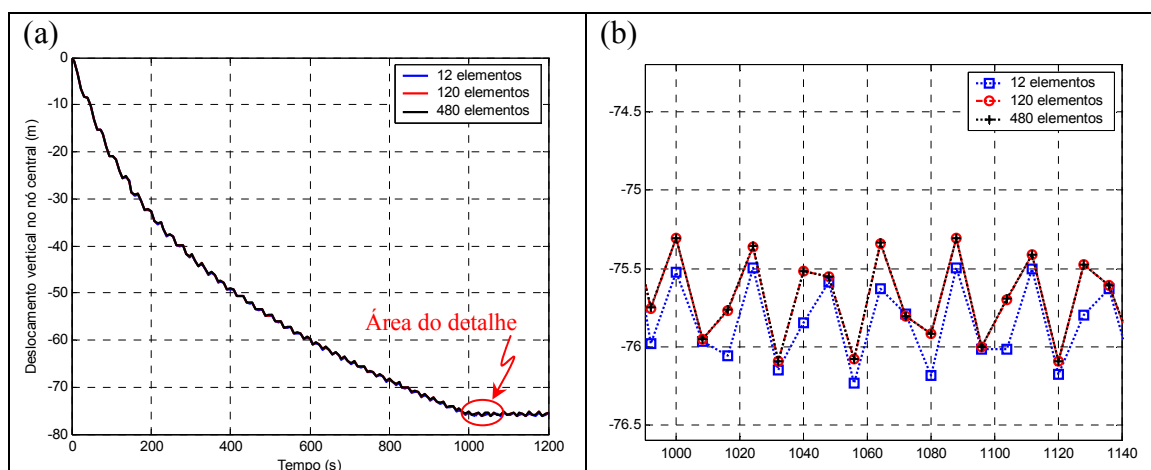 (a)
0
-10
-20
-30
-40
-50
-60
-70
-80
Deslocamento vertical no nó central (m)
12 elementos
120 elementos
480 elementos
Área do detalhe
0
200
400
600
800
1000
1200
Tempo (s)
(b)
-74.5
-75
-75.5
-76
-76.5
12 elementos
120 elementos
480 elementos
1000
1020
1040
1060
1080
1100
1120
1140